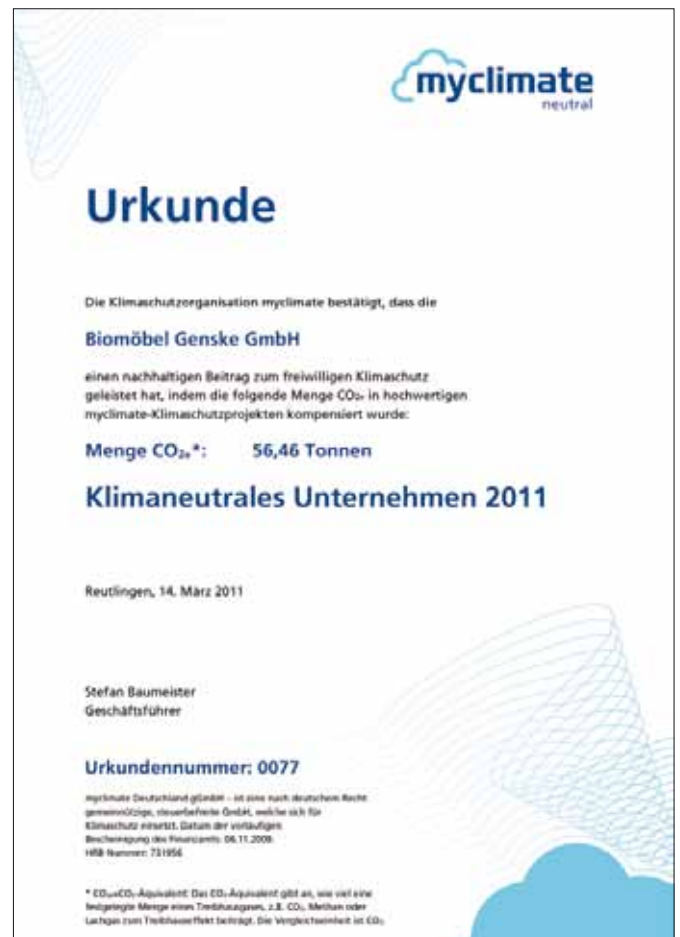 myclimate
neutral
Urkunde
Die Klimaschutzorganisation myclimate bestätigt, dass die
Biomöbel Genske GmbH
einen nachhaltigen Beitrag zum freiwilligen Klimaschutz
geleistet hat, indem die folgende Menge CO₂ₑ in hochwertigen
myclimate-Klimaschutzprojekten kompensiert wurde:
Menge CO₂ₑ*: 56,46 Tonnen
Klimaneutrales Unternehmen 2011
Reutlingen, 14. März 2011
Stefan Baumeister
Geschäftsführer
Urkundennummer: 0077
myclimate Deutschland gGmbH – ist eine nach deutschem Recht
gemeinnützige, steuerbefreite GmbH, welche sich für
Klimaschutz einsetzt. Datum der vorläufigen
Bescheinigung des Finanzamts: 06.11.2009.
HRB-Nummer: 731956
* CO₂ₑ=CO₂-Äquivalent: Das CO₂-Äquivalent gibt an, wie viel eine
festgelegte Menge eines Treibhausgases, z.B. CO₂, Methan oder
Lachgas zum Treibhauseffekt beiträgt. Die Vergleichseinheit ist CO₂